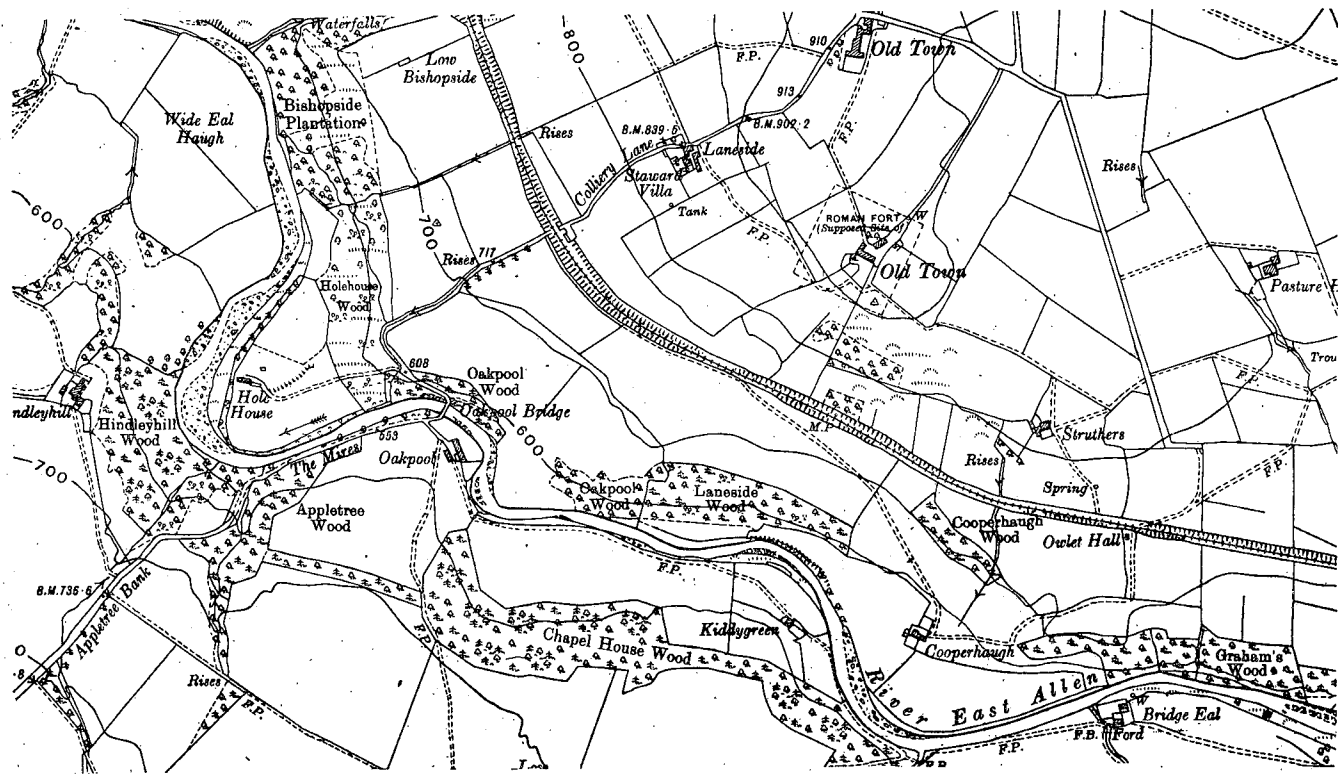 Waterfalls
Low
Bishopside
800
910
Old Town
F.P.
913
Bishopside
Plantation
Wide Eal
Haugh
Rises
B.M.839·6
B.M.902·2
Colliery Lane
Laneside
F.P.
Staward
Villa
Rises
Tank
600
700
ROMAN FORT
(Supposed Site of)
W
F.P.
Old Town
717
Rises
Holehouse
Wood
Pasture H
Trou
608
Oakpool
Wood
F.P.
Hole
House
Oakpool Bridge
ndleyhill
Hindleyhill
Wood
553
The Mires
600
M.P.
Struthers
Oakpool
Rises
F.P.
700
Oakpool
Wood
Laneside
Wood
Spring
Appletree
Wood
Cooperhaugh
Wood
Owlet Hall
F.P.
B.M.736·6
Appletree Bank
Kiddygreen
F.P.
Chapel House Wood
Cooperhaugh
0
·8
Graham's
Wood
River East Allen
Rises
F.P.
W
Bridge Eal
F.B.
Ford
F.P.
F.P.